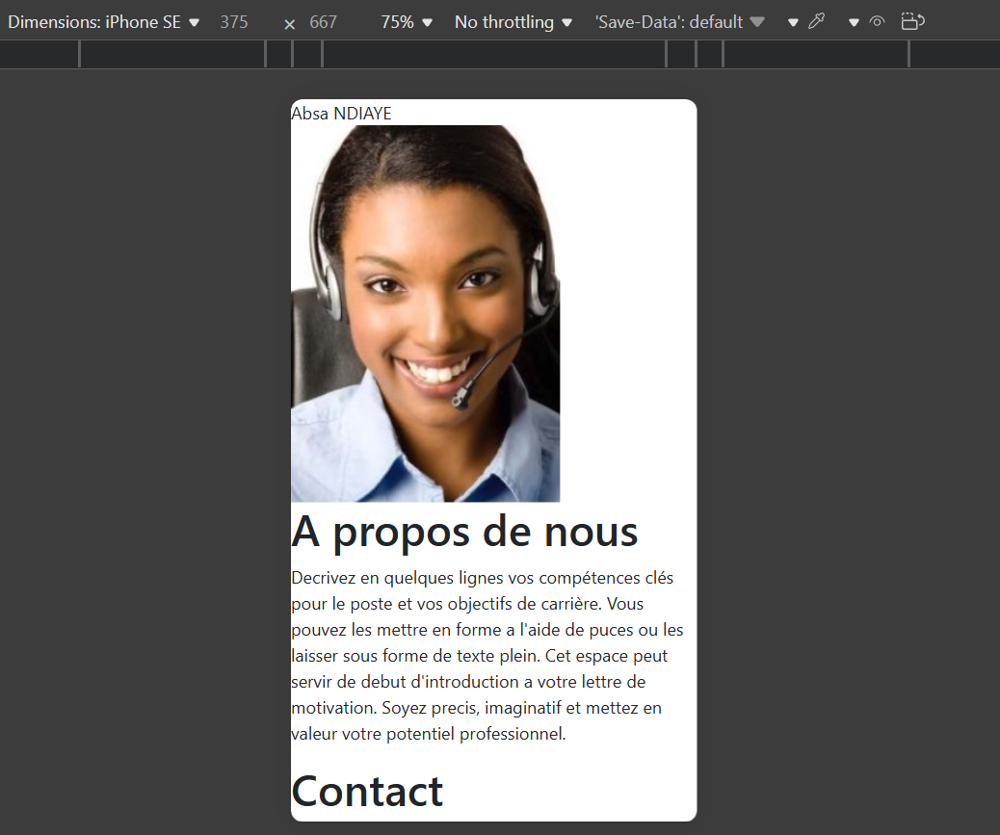 Dimensions: iPhone SE 375 × 667 75% No throttling 'Save-Data': default
Absa NDIAYE
A propos de nous
Decrivez en quelques lignes vos compétences clés
pour le poste et vos objectifs de carrière. Vous
pouvez les mettre en forme a l'aide de puces ou les
laisser sous forme de texte plein. Cet espace peut
servir de debut d'introduction a votre lettre de
motivation. Soyez precis, imaginatif et mettez en
valeur votre potentiel professionnel.
Contact